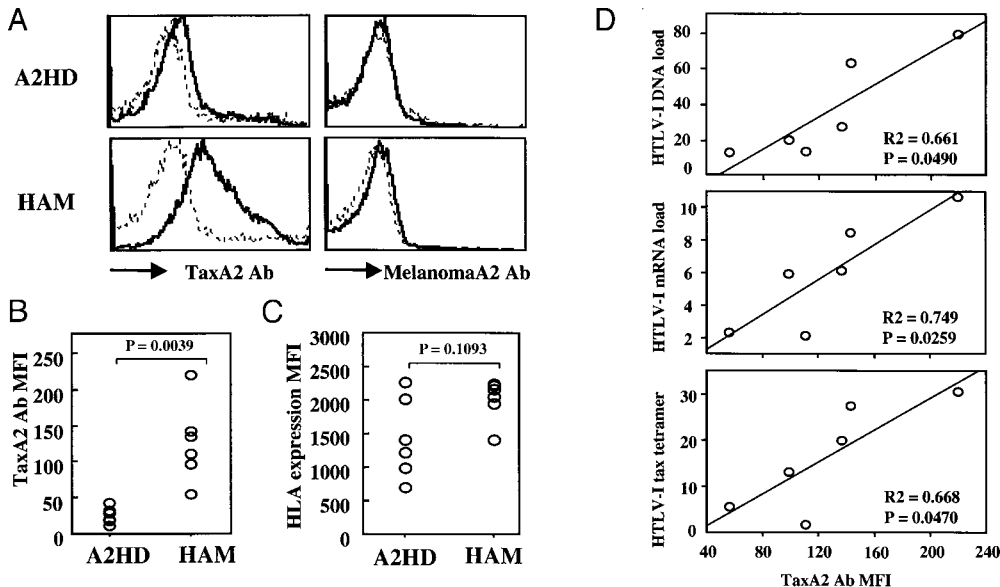 A
A2HD
HAM
TaxA2 Ab
MelanomaA2 Ab
B
TaxA2 Ab MFI
250
200
150
100
50
0
P = 0.0039
A2HD
HAM
C
HLA expression MFI
3000
2500
2000
1500
1000
500
0
P = 0.1093
A2HD
HAM
D
HTLV-I DNA load
80
60
40
20
0
R2 = 0.661
P = 0.0490
HTLV-I mRNA load
10
8
6
4
2
R2 = 0.749
P = 0.0259
HTLV-I tax tetramer
30
20
10
0
R2 = 0.668
P = 0.0470
40
80
120
160
200
240
TaxA2 Ab MFI